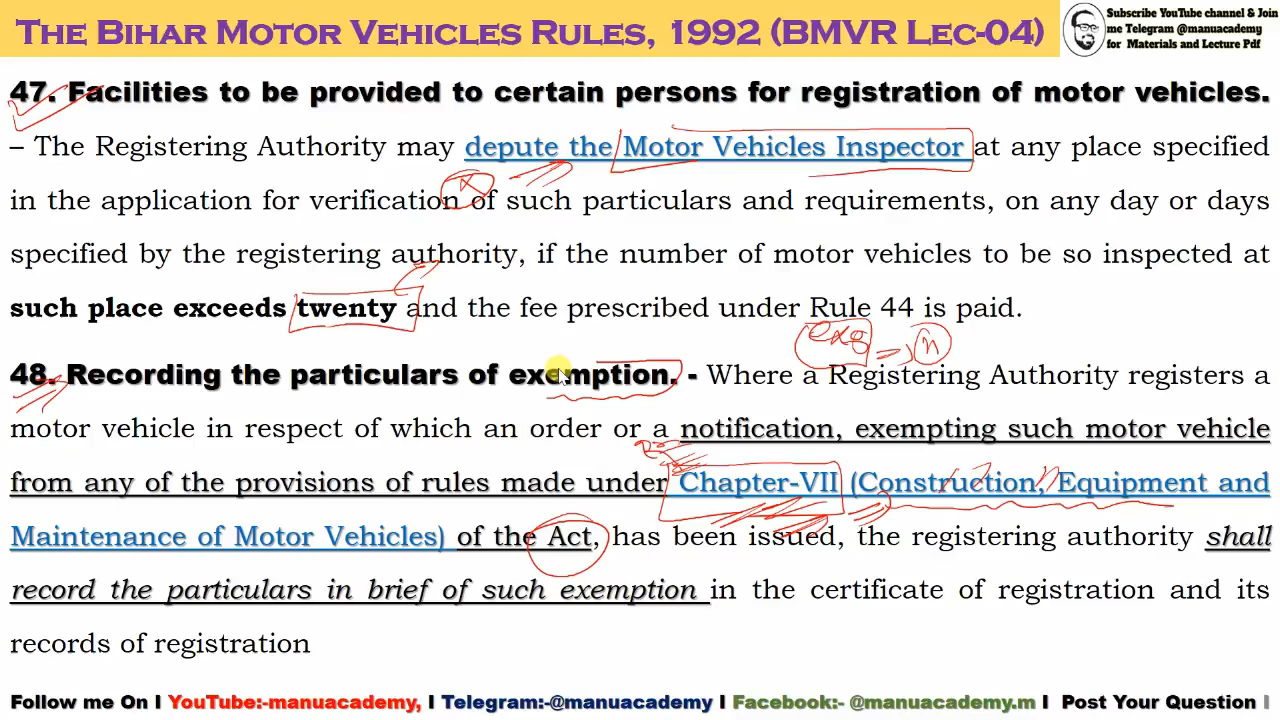 THE BIHAR MOTOR VEHICLES RULES, 1992 (BMVR LEC-04)
Subscribe YouTube channel & Join
me Telegram @manuacademy
for Materials and Lecture Pdf
47. Facilities to be provided to certain persons for registration of motor vehicles.
– The Registering Authority may depute the Motor Vehicles Inspector at any place specified
in the application for verification of such particulars and requirements, on any day or days
specified by the registering authority, if the number of motor vehicles to be so inspected at
such place exceeds twenty and the fee prescribed under Rule 44 is paid.
48. Recording the particulars of exemption. - Where a Registering Authority registers a
motor vehicle in respect of which an order or a notification, exempting such motor vehicle
from any of the provisions of rules made under Chapter-VII (Construction, Equipment and
Maintenance of Motor Vehicles) of the Act, has been issued, the registering authority shall
record the particulars in brief of such exemption in the certificate of registration and its
records of registration
Follow me On I YouTube:-manuacademy, I Telegram:-@manuacademy I Facebook:- @manuacademy.m I Post Your Question I